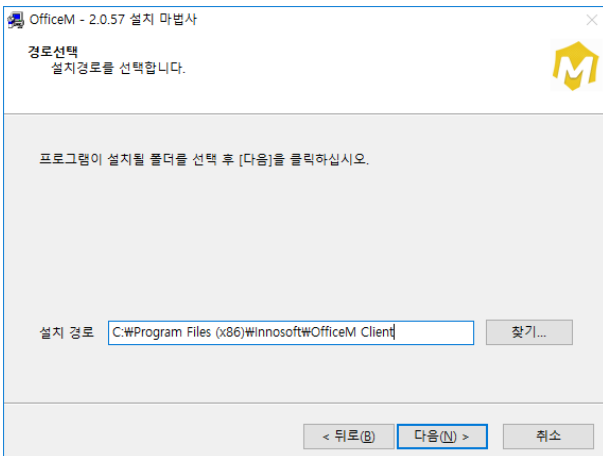 OfficeM - 2.0.57 설치 마법사
경로선택
설치경로를 선택합니다.
프로그램이 설치될 폴더를 선택 후 [다음]을 클릭하십시오.
설치 경로 C:₩Program Files (x86)₩Innosoft₩OfficeM Client 찾기...
< 뒤로(B) 다음(N) > 취소